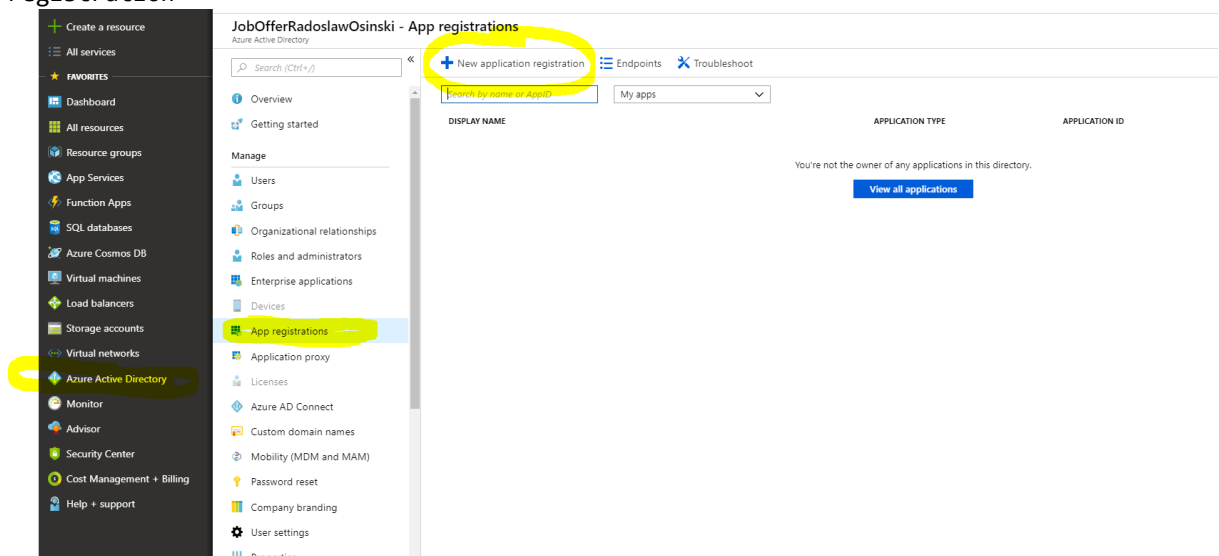 registration
Create a resource
All services
FAVORITES
Dashboard
All resources
Resource groups
App Services
Function Apps
SQL databases
Azure Cosmos DB
Virtual machines
Load balancers
Storage accounts
Virtual networks
Azure Active Directory
Monitor
Advisor
Security Center
Cost Management + Billing
Help + support
JobOfferRadoslawOsinski - App registrations
Azure Active Directory
Search (Ctrl+/)
«
Overview
Getting started
Manage
Users
Groups
Organizational relationships
Roles and administrators
Enterprise applications
Devices
App registrations
Application proxy
Licenses
Azure AD Connect
Custom domain names
Mobility (MDM and MAM)
Password reset
Company branding
User settings
Properties
New application registration Endpoints Troubleshoot
Search by name or AppID My apps
DISPLAY NAME APPLICATION TYPE APPLICATION ID
You're not the owner of any applications in this directory.
View all applications